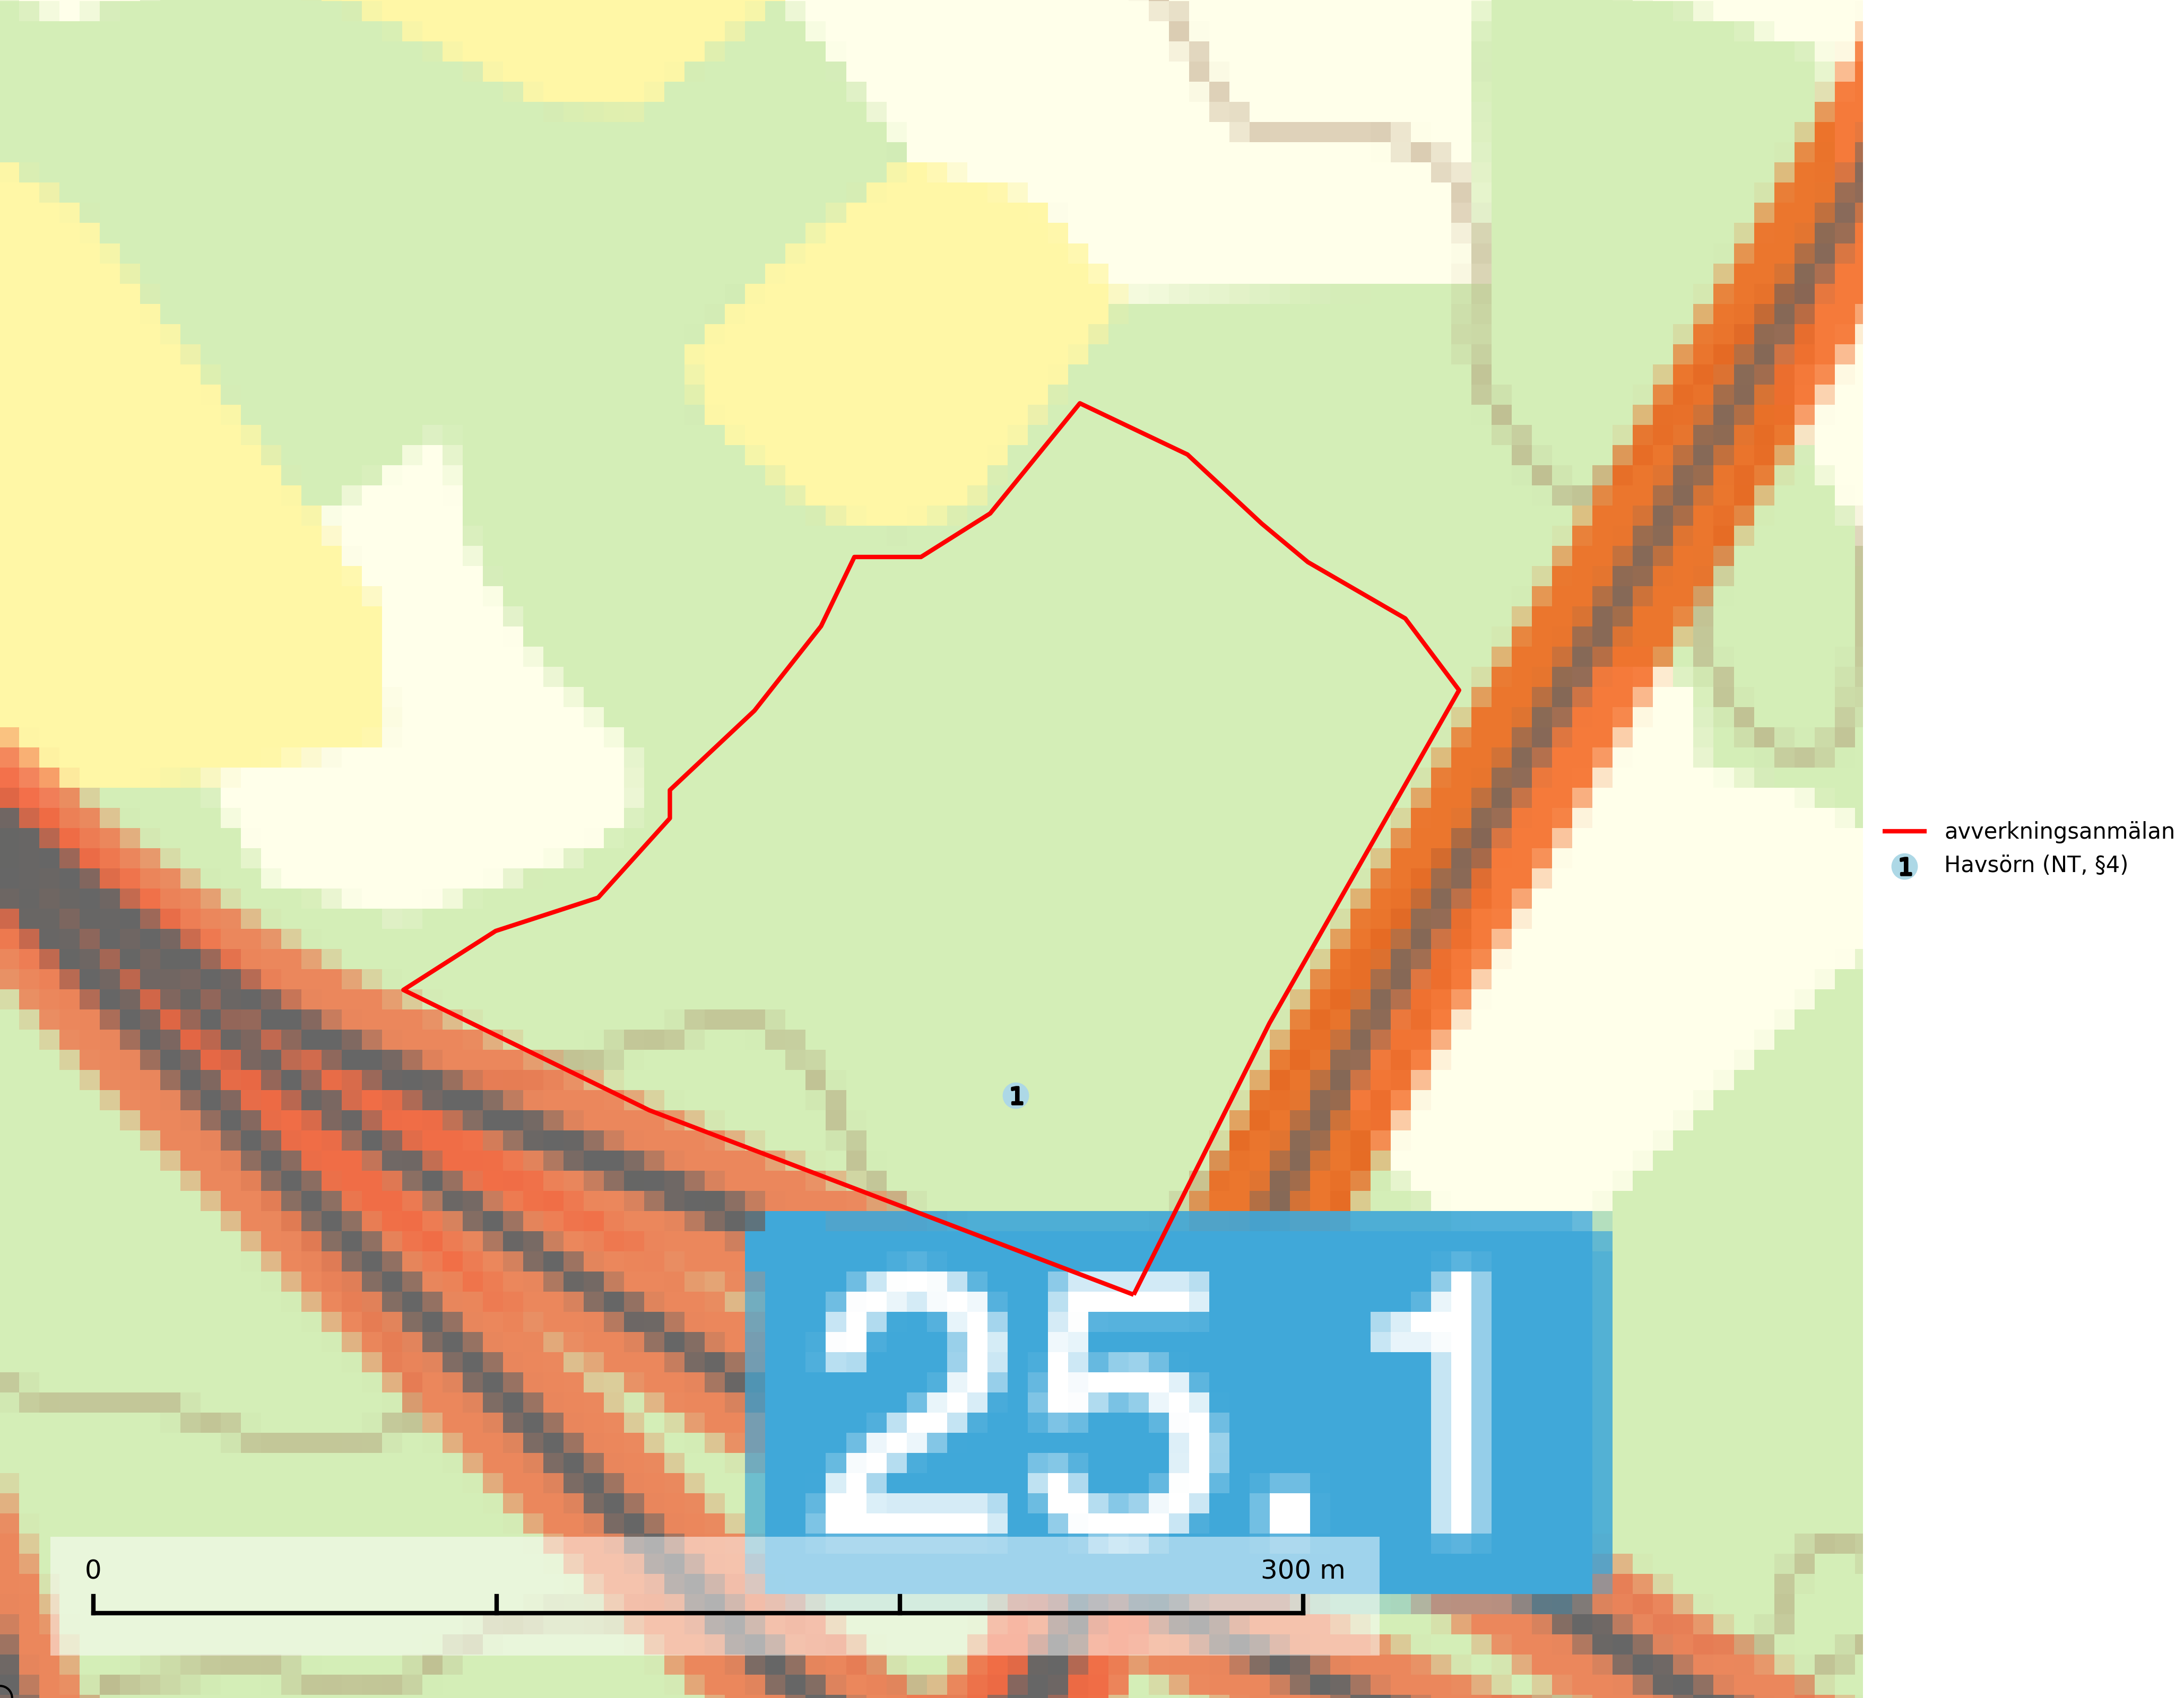 avverkningsanmälan
1 Havsörn (NT, §4)
1
25.1
0 300 m